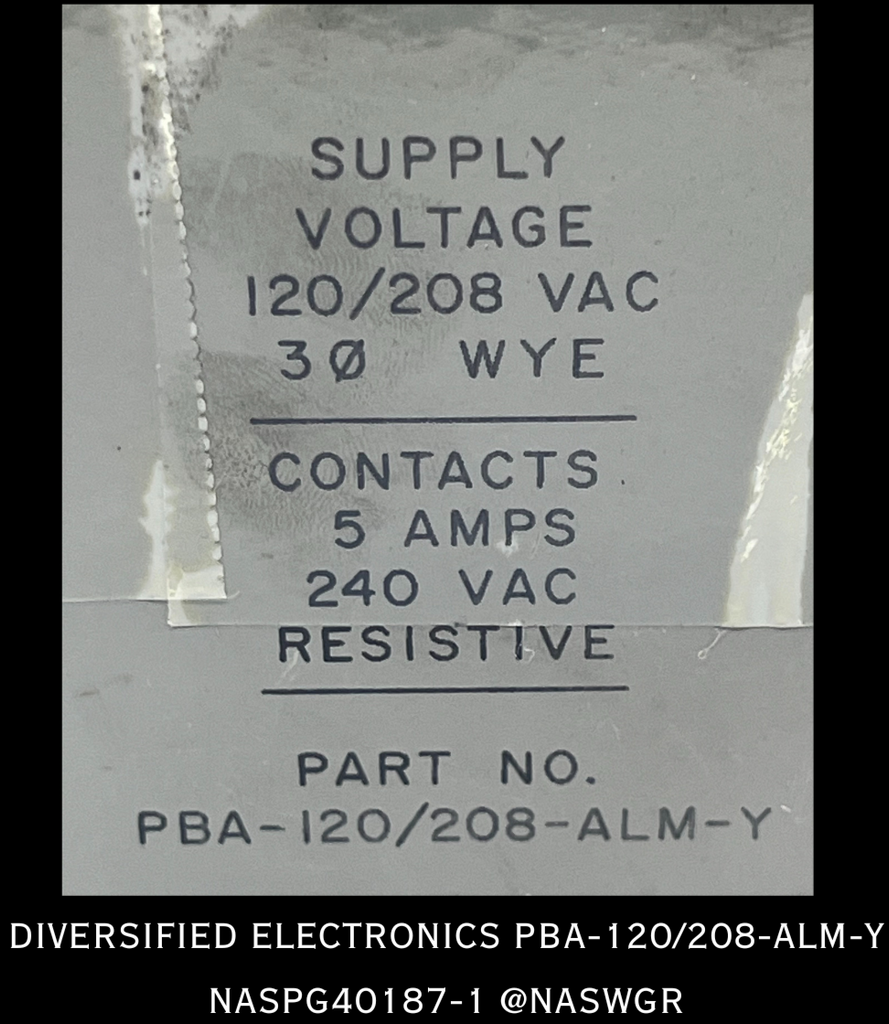 SUPPLY
VOLTAGE
120/208 VAC
3Ø WYE
CONTACTS
5 AMPS
240 VAC
RESISTIVE
PART NO.
PBA-120/208-ALM-Y
DIVERSIFIED ELECTRONICS PBA-120/208-ALM-Y
NASPG40187-1 @NASWGR